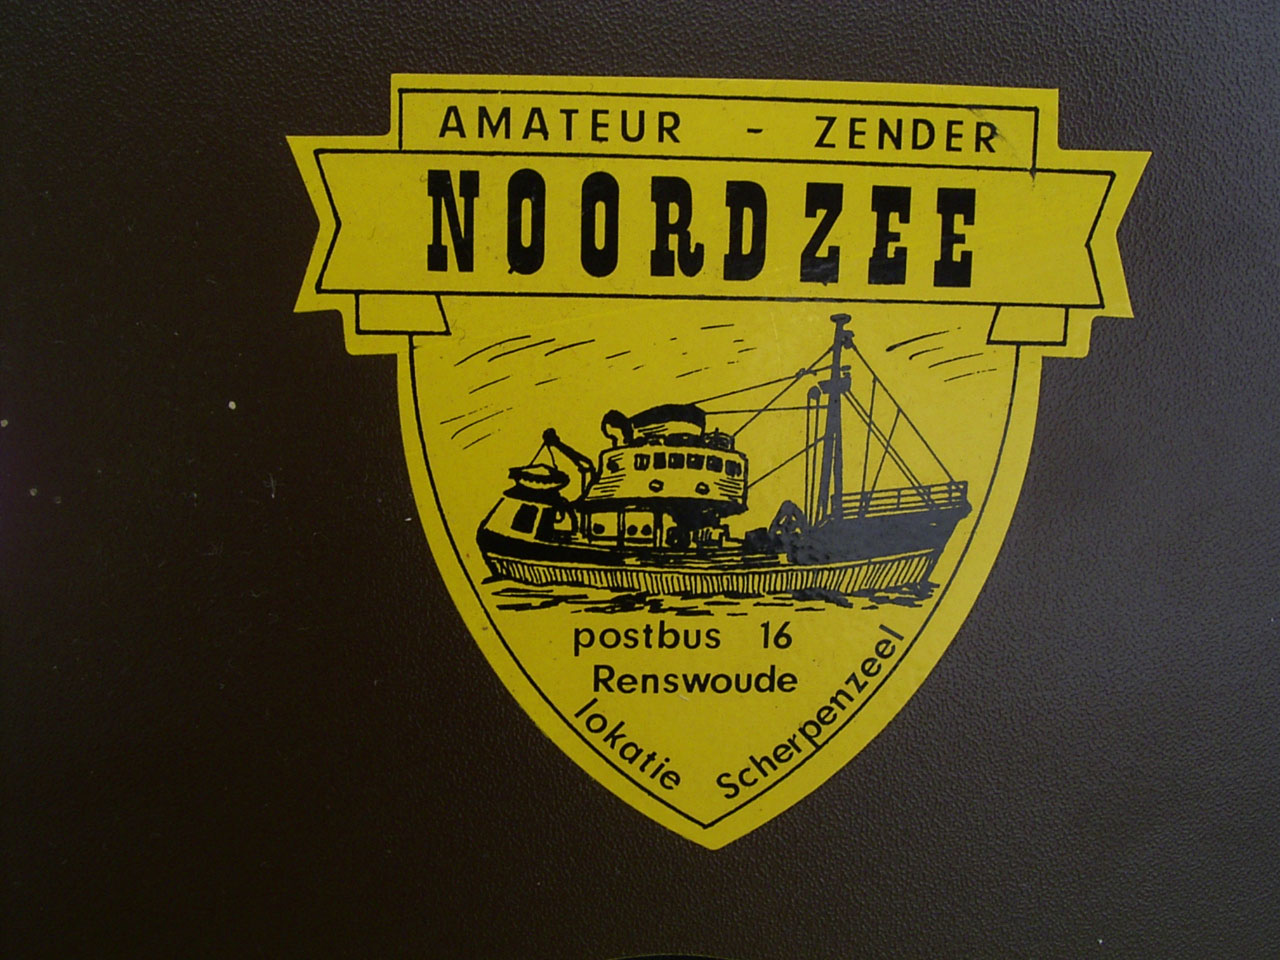 AMATEUR - ZENDER
NOORDZEE
postbus 16
Renswoude
lokatie Scherpenzeel